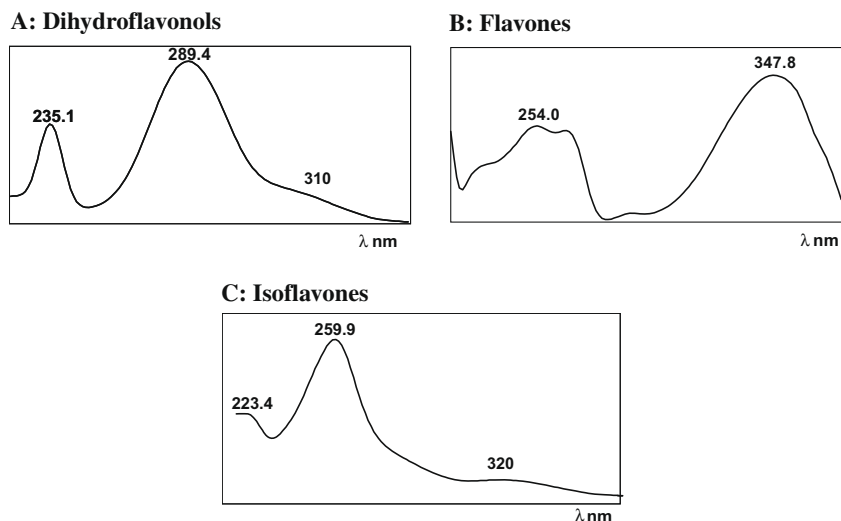 A: Dihydroflavonols
289.4
235.1
310
λ nm
B: Flavones
347.8
254.0
λ nm
C: Isoflavones
259.9
223.4
320
λ nm